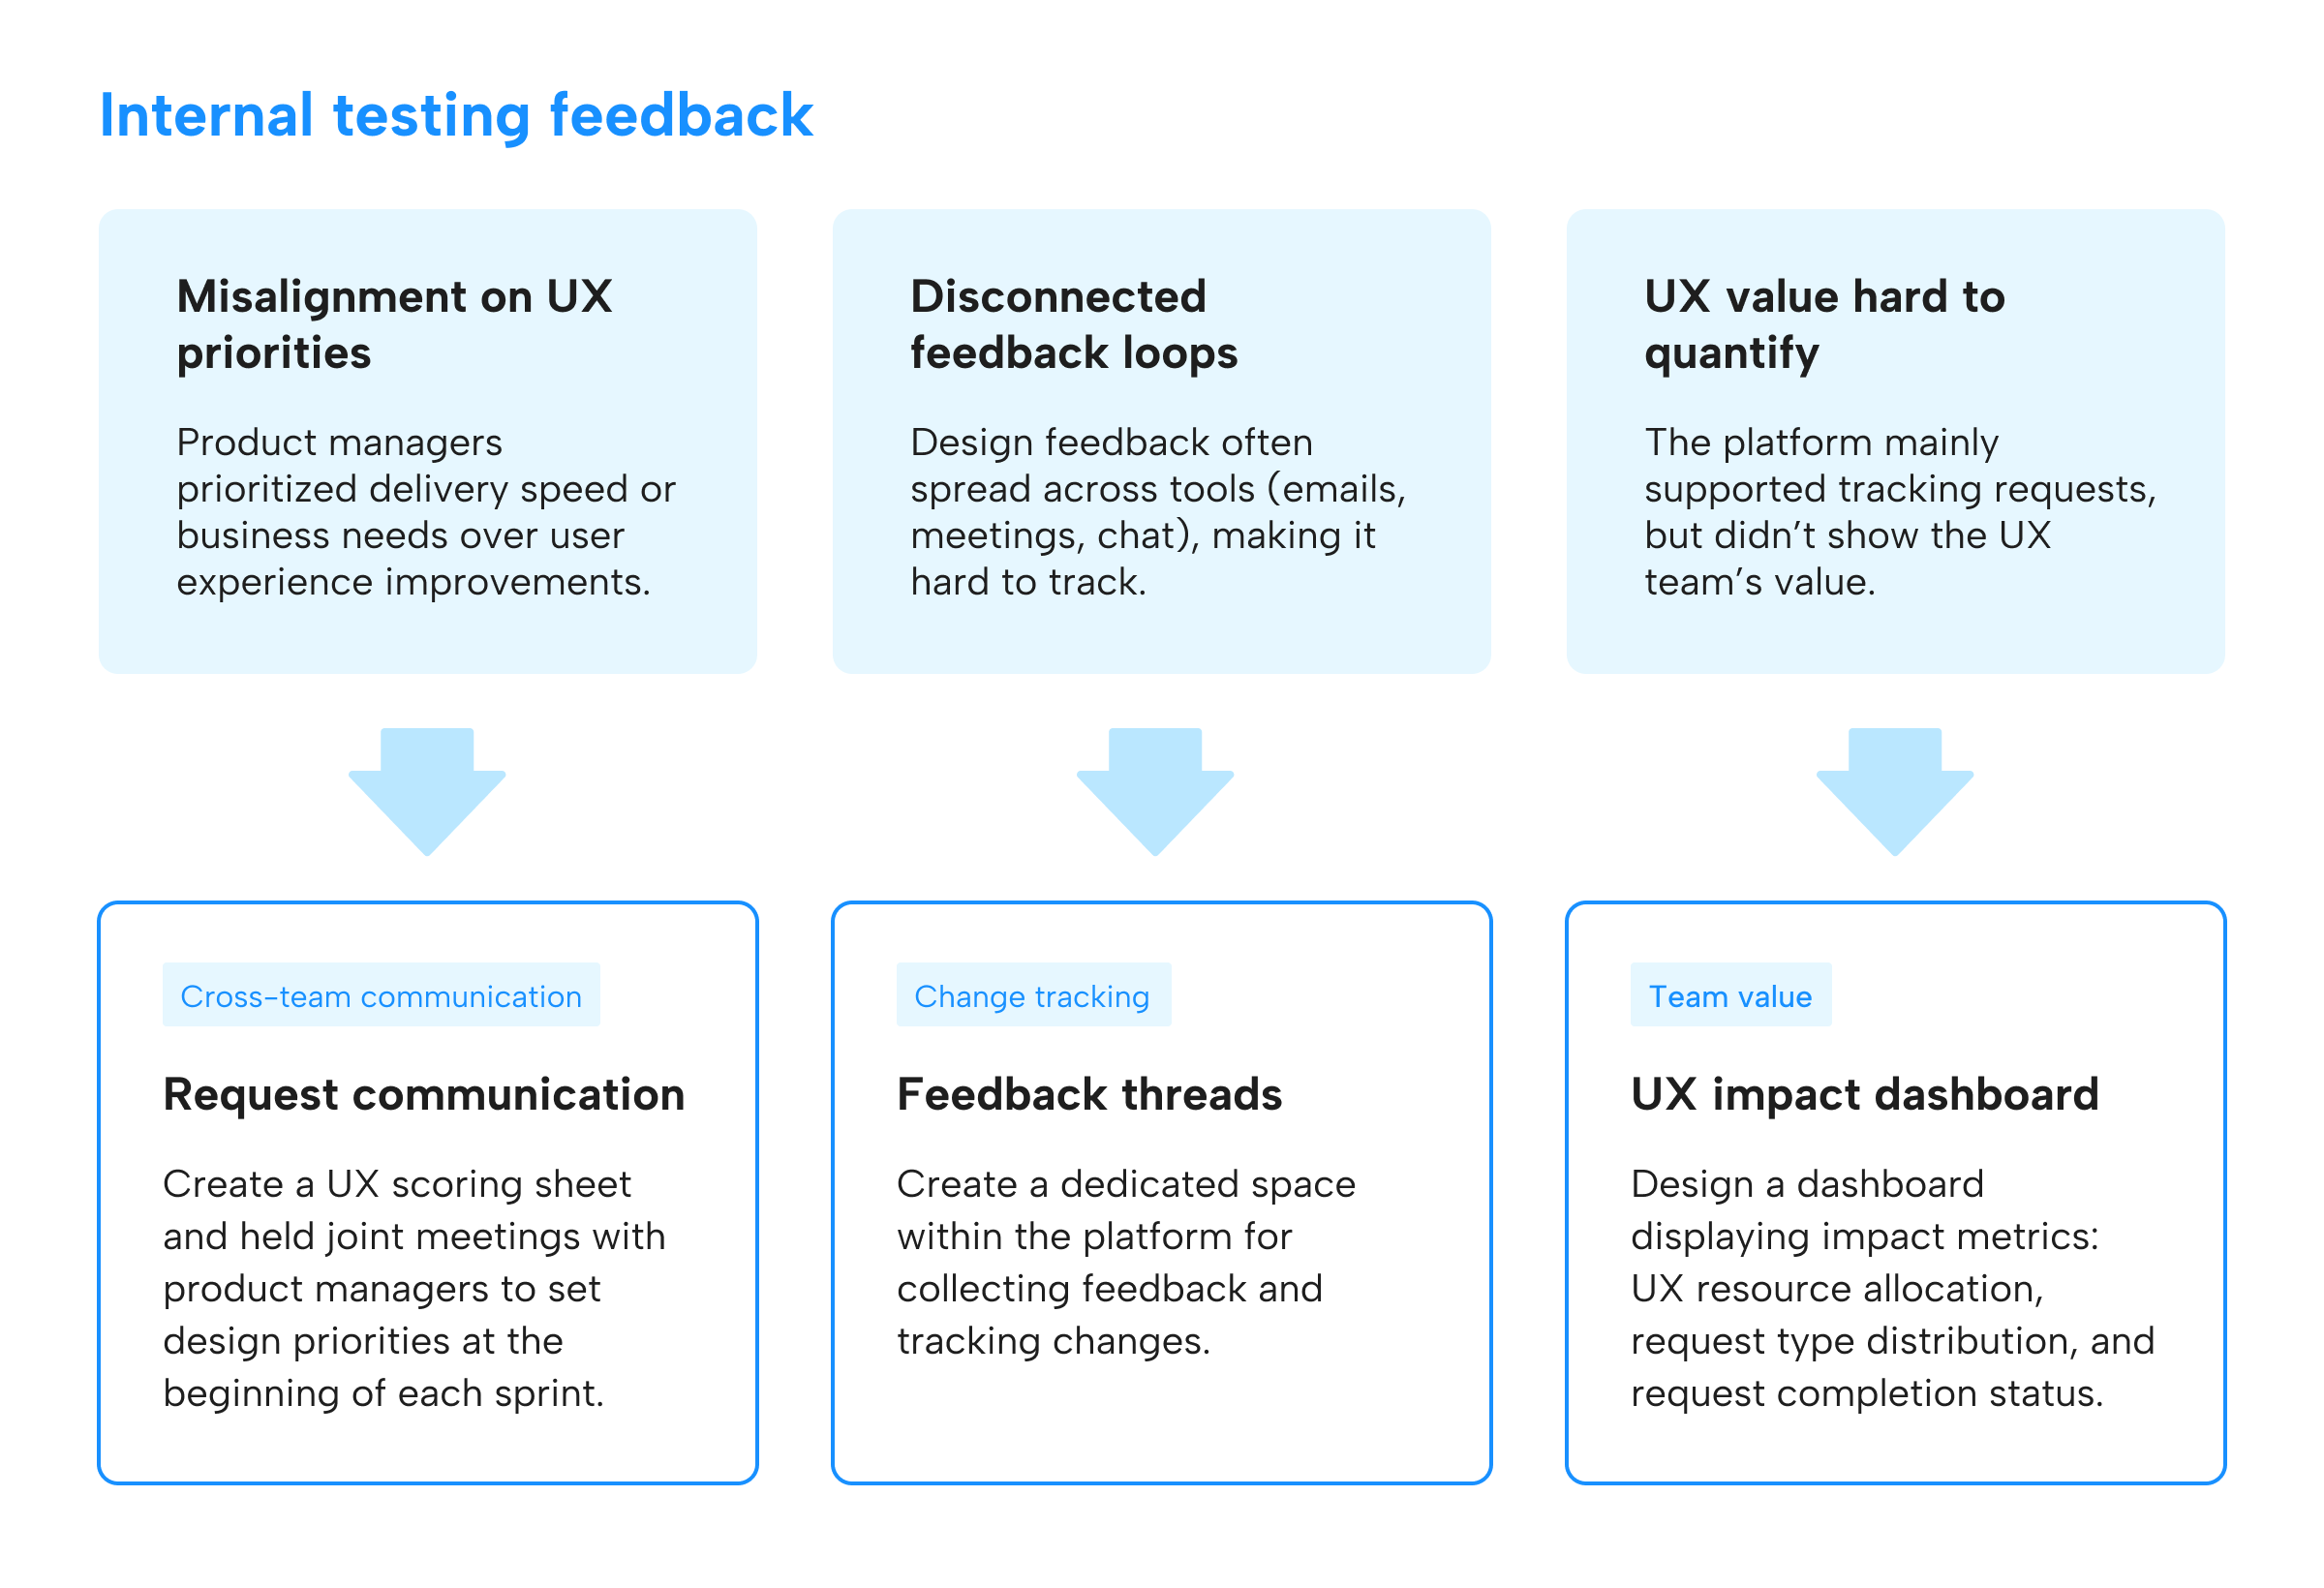 Internal testing feedback
Misalignment on UX
priorities
Product managers
prioritized delivery speed or
business needs over user
experience improvements.
Disconnected
feedback loops
Design feedback often
spread across tools (emails,
meetings, chat), making it
hard to track.
UX value hard to
quantify
The platform mainly
supported tracking requests,
but didn’t show the UX
team’s value.
Cross-team communication
Request communication
Create a UX scoring sheet
and held joint meetings with
product managers to set
design priorities at the
beginning of each sprint.
Change tracking
Feedback threads
Create a dedicated space
within the platform for
collecting feedback and
tracking changes.
Team value
UX impact dashboard
Design a dashboard
displaying impact metrics:
UX resource allocation,
request type distribution, and
request completion status.